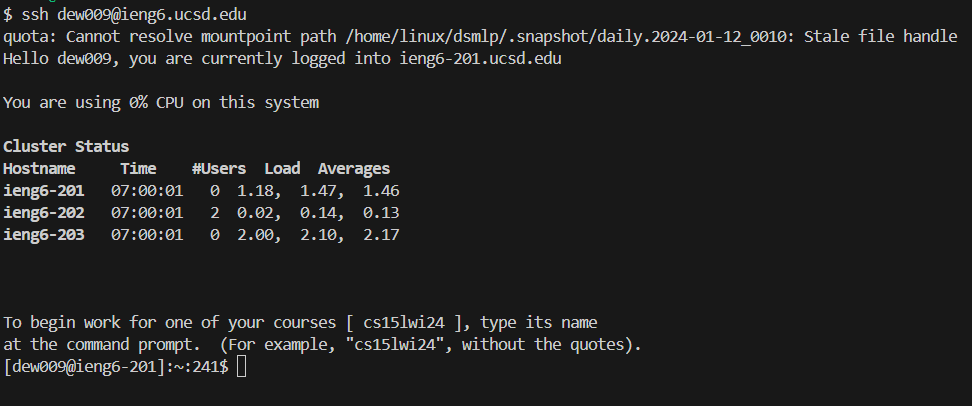 $ ssh dew009@ieng6.ucsd.edu
quota: Cannot resolve mountpoint path /home/linux/dsmlp/.snapshot/daily.2024-01-12_0010: Stale file handle
Hello dew009, you are currently logged into ieng6-201.ucsd.edu
You are using 0% CPU on this system
Cluster Status
Hostname     Time    #Users  Load  Averages
ieng6-201   07:00:01   0  1.18,  1.47,  1.46
ieng6-202   07:00:01   2  0.02,  0.14,  0.13
ieng6-203   07:00:01   0  2.00,  2.10,  2.17
To begin work for one of your courses [ cs15lwi24 ], type its name
at the command prompt.  (For example, "cs15lwi24", without the quotes).
[dew009@ieng6-201]:~:241$